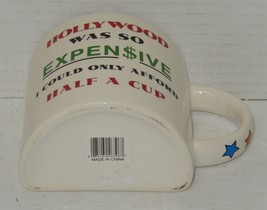 HOLLYWOOD
WAS SO
EXPEN$IVE
I COULD ONLY AFFORD
HALF A CUP
MADE IN CHINA